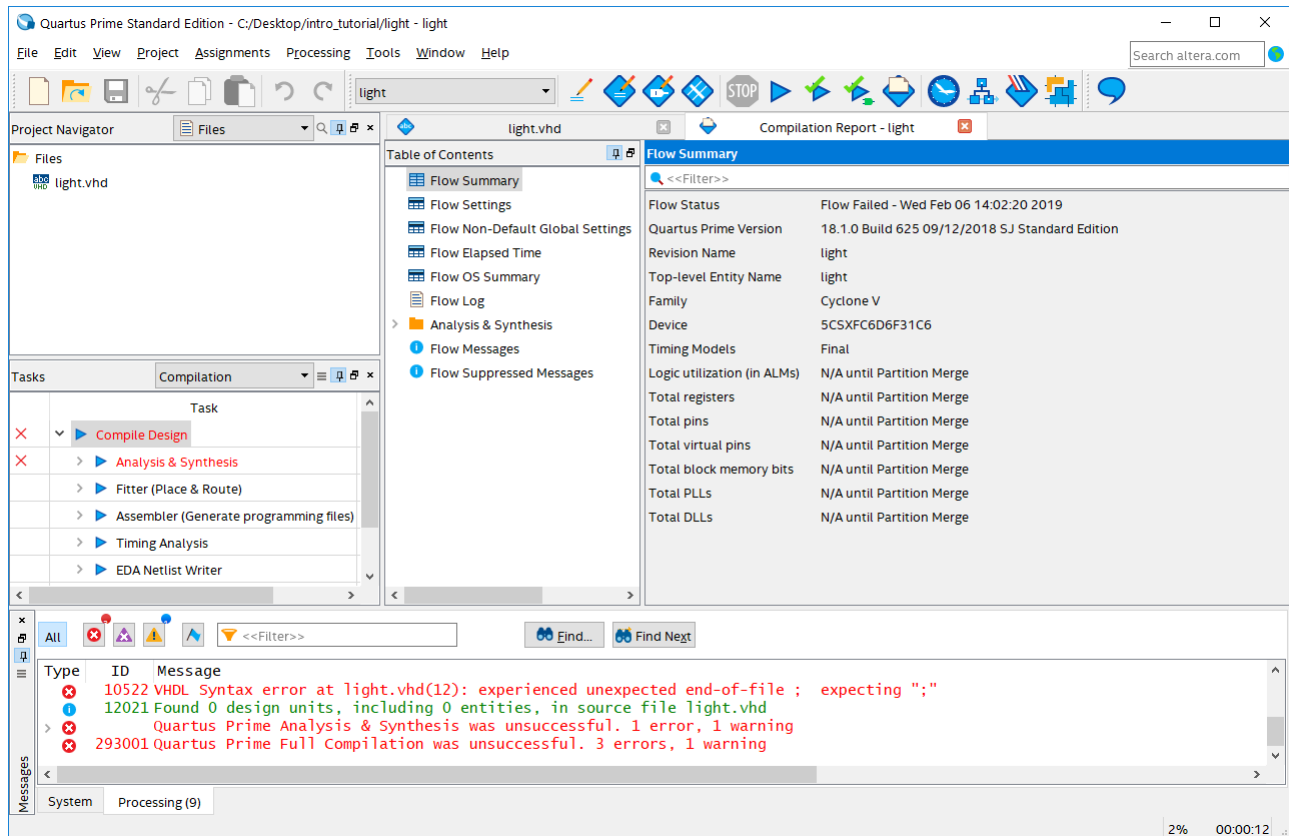 Quartus Prime Standard Edition - C:/Desktop/intro_tutorial/light - light
File Edit View Project Assignments Processing Tools Window Help
Search altera.com
light
STOP
Project Navigator
Files
Files
abc
VHD
light.vhd
Tasks
Compilation
Task
Compile Design
Analysis & Synthesis
Fitter (Place & Route)
Assembler (Generate programming files)
Timing Analysis
EDA Netlist Writer
abc
light.vhd
Compilation Report - light
Table of Contents
Flow Summary
Flow Settings
Flow Non-Default Global Settings
Flow Elapsed Time
Flow OS Summary
Flow Log
Analysis & Synthesis
Flow Messages
Flow Suppressed Messages
Flow Summary
<<Filter>>
Flow Status Flow Failed - Wed Feb 06 14:02:20 2019
Quartus Prime Version 18.1.0 Build 625 09/12/2018 SJ Standard Edition
Revision Name light
Top-level Entity Name light
Family Cyclone V
Device 5CSXFC6D6F31C6
Timing Models Final
Logic utilization (in ALMs) N/A until Partition Merge
Total registers N/A until Partition Merge
Total pins N/A until Partition Merge
Total virtual pins N/A until Partition Merge
Total block memory bits N/A until Partition Merge
Total PLLs N/A until Partition Merge
Total DLLs N/A until Partition Merge
All
<<Filter>>
Find...
Find Next
Type ID Message
10522 VHDL Syntax error at light.vhd(12): experienced unexpected end-of-file ; expecting ";"
12021 Found 0 design units, including 0 entities, in source file light.vhd
Quartus Prime Analysis & Synthesis was unsuccessful. 1 error, 1 warning
293001 Quartus Prime Full Compilation was unsuccessful. 3 errors, 1 warning
Messages
System Processing (9)
2% 00:00:12